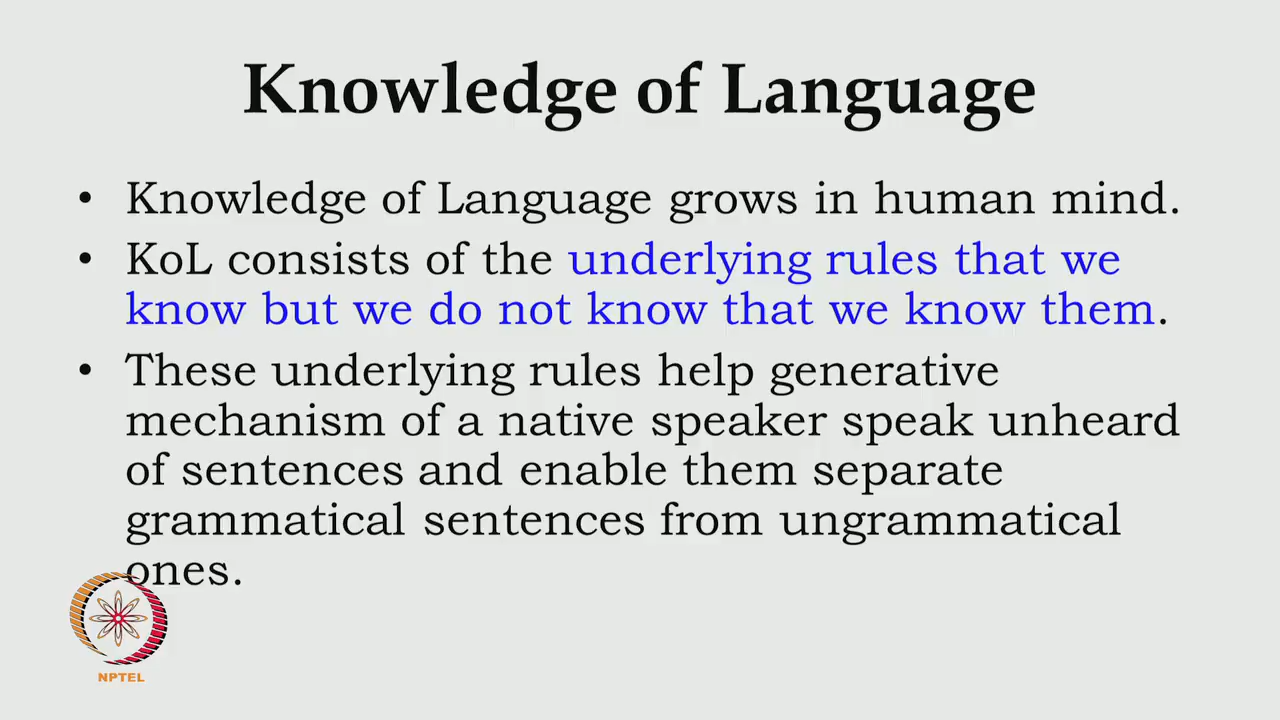 Knowledge of Language
• Knowledge of Language grows in human mind.
• KoL consists of the underlying rules that we
know but we do not know that we know them.
• These underlying rules help generative
mechanism of a native speaker speak unheard
of sentences and enable them separate
grammatical sentences from ungrammatical
ones.
NPTEL